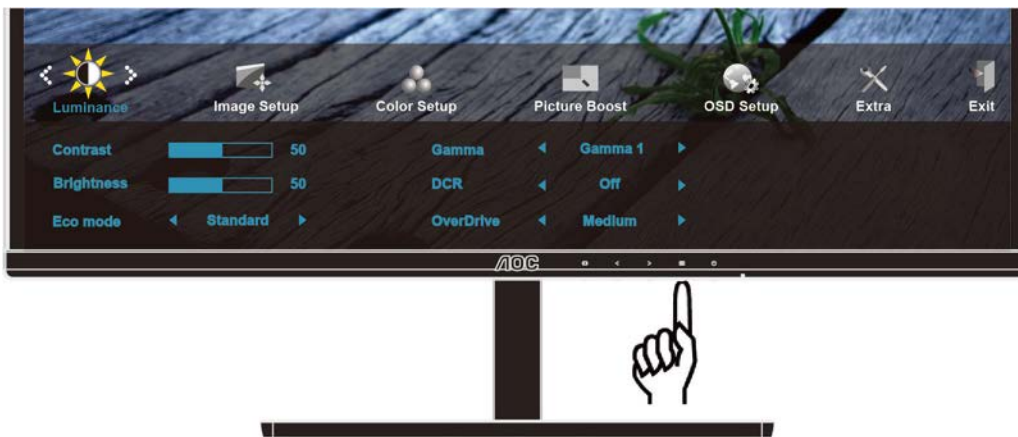 Luminance Image Setup Color Setup Picture Boost OSD Setup Extra Exit
Contrast 50 Gamma Gamma 1
Brightness 50 DCR Off
Eco mode Standard OverDrive Medium
AOC